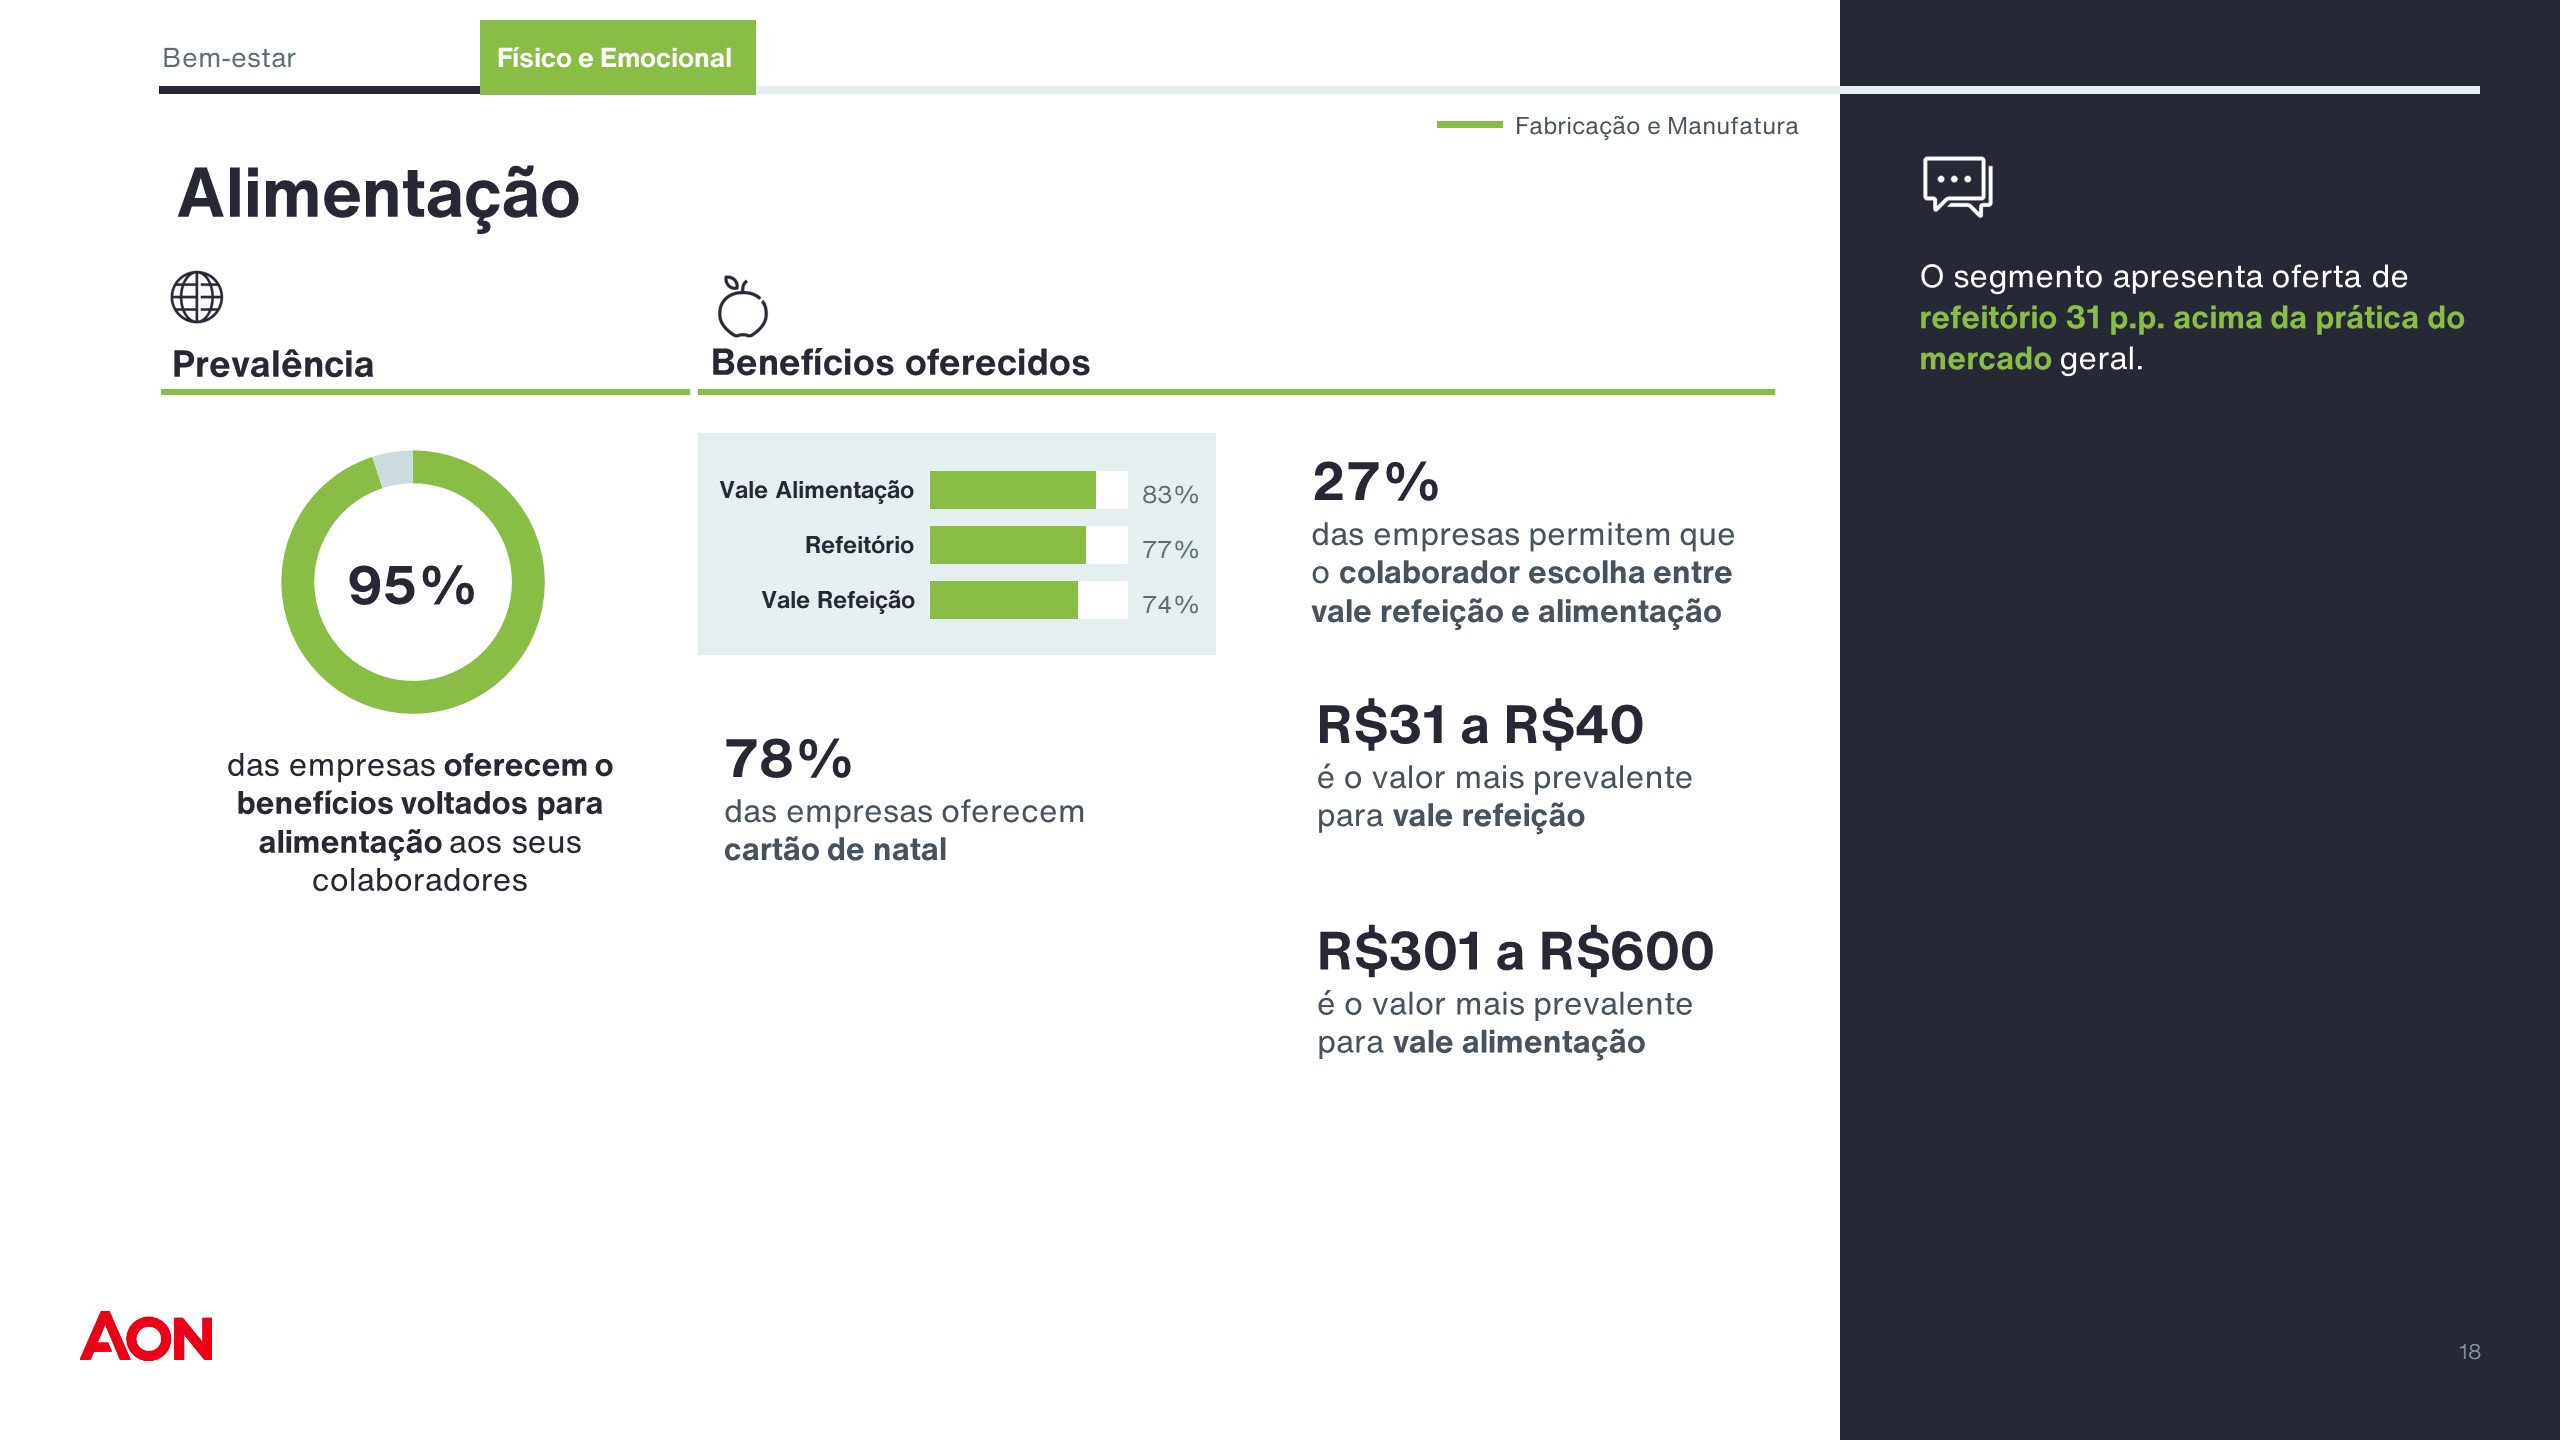 Bem-estar
Físico e Emocional
Fabricação e Manufatura
Alimentação
Prevalência
95%
das empresas oferecem o
benefícios voltados para
alimentação aos seus
colaboradores
Benefícios oferecidos
Vale Alimentação 83%
Refeitório 77%
Vale Refeição 74%
78%
das empresas oferecem
cartão de natal
27%
das empresas permitem que
o colaborador escolha entre
vale refeição e alimentação
R$31 a R$40
é o valor mais prevalente
para vale refeição
R$301 a R$600
é o valor mais prevalente
para vale alimentação
O segmento apresenta oferta de
refeitório 31 p.p. acima da prática do
mercado geral.
AON
18